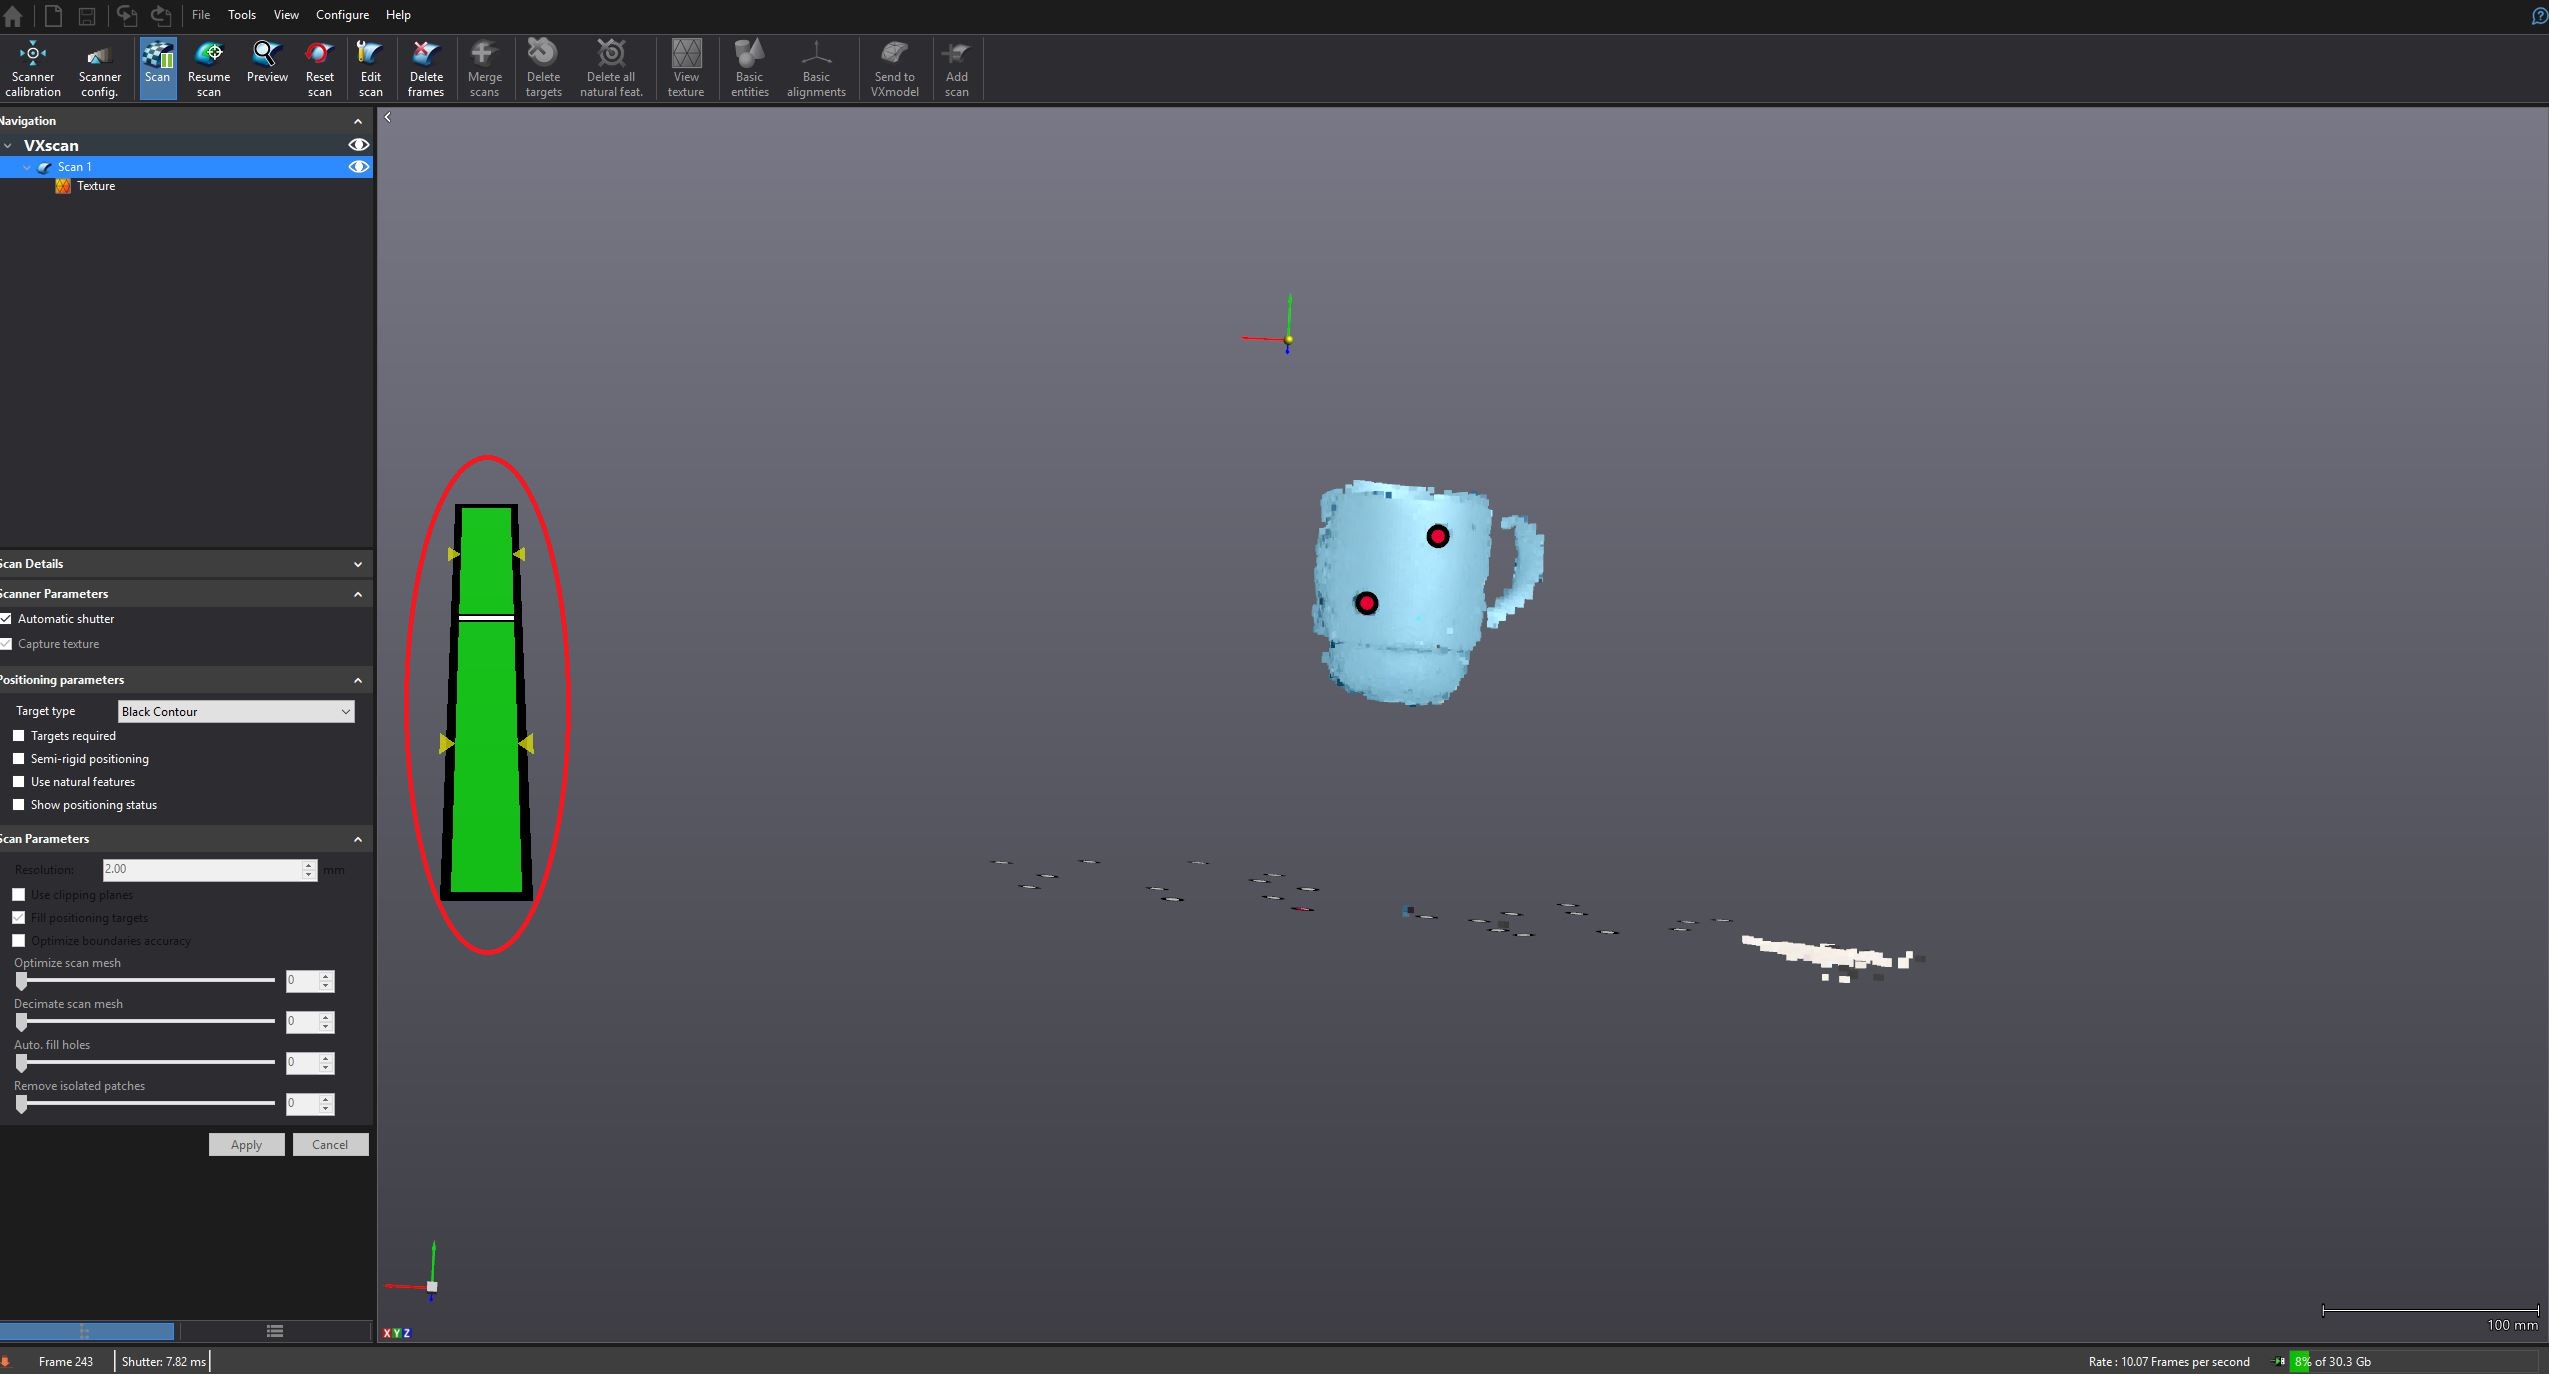 File Tools View Configure Help
Scanner calibration
Scanner config.
Scan
Resume scan
Preview
Reset scan
Edit scan
Delete frames
Merge scans
Delete targets
Delete all natural feat.
View texture
Basic entities
Basic alignments
Send to VXmodel
Add scan
Navigation
VXscan
Scan 1
Texture
Scan Details
Scanner Parameters
Automatic shutter
Capture texture
Positioning parameters
Target type Black Contour
Targets required
Semi-rigid positioning
Use natural features
Show positioning status
Scan Parameters
Resolution: 2.00 mm
Use clipping planes
Fill positioning targets
Optimize boundaries accuracy
Optimize scan mesh
0
Decimate scan mesh
0
Auto. fill holes
0
Remove isolated patches
0
Apply Cancel
X Y Z
100 mm
Frame 243 Shutter: 7.82 ms Rate : 10.07 Frames per second 8% of 30.3 Gb